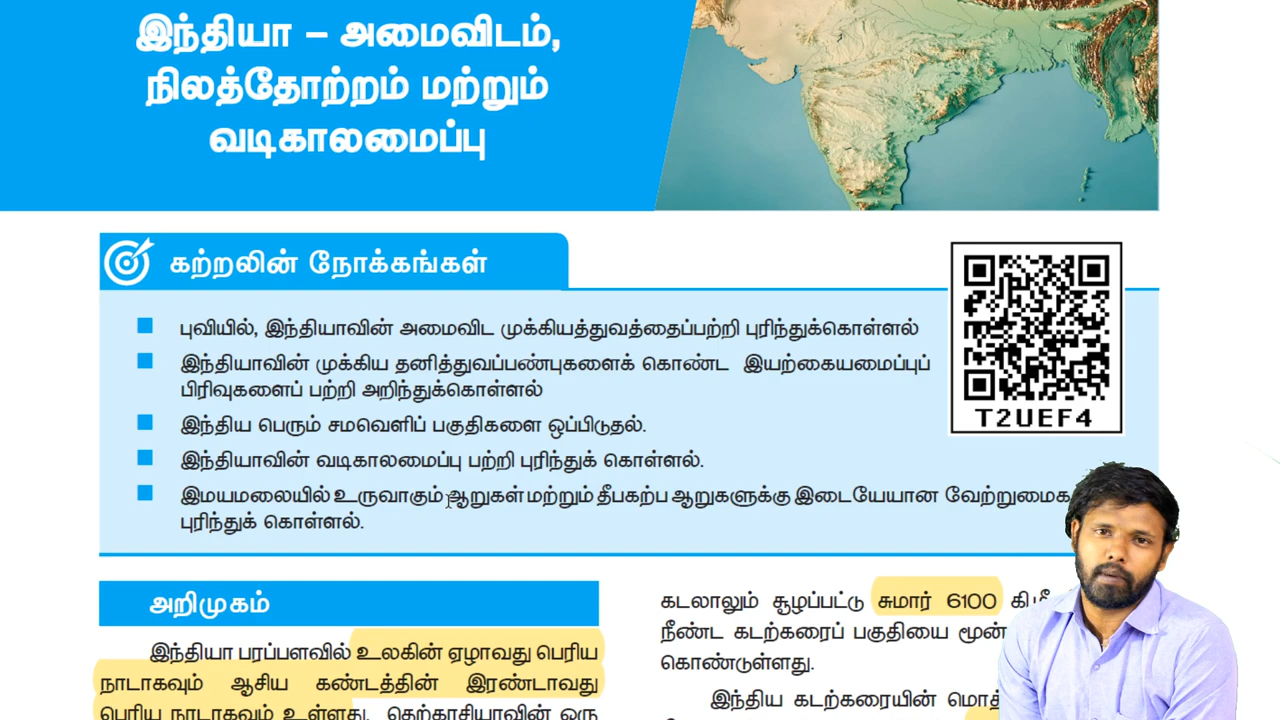 இந்தியா – அமைவிடம்,
நிலத்தோற்றம் மற்றும்
வடிகாலமைப்பு
கற்றலின் நோக்கங்கள்
புவியில், இந்தியாவின் அமைவிட முக்கியத்துவத்தைப்பற்றி புரிந்துக்கொள்ளல்
இந்தியாவின் முக்கிய தனித்துவப்பண்புகளைக் கொண்ட இயற்கையமைப்புப்
பிரிவுகளைப் பற்றி அறிந்துக்கொள்ளல்
இந்திய பெரும் சமவெளிப் பகுதிகளை ஒப்பிடுதல்.
இந்தியாவின் வடிகாலமைப்பு பற்றி புரிந்துக் கொள்ளல்.
இமயமலையில் உருவாகும் ஆறுகள் மற்றும் தீபகற்ப ஆறுகளுக்கு இடையேயான
புரிந்துக் கொள்ளல்.
T2UEF4
அறிமுகம்
இந்தியா பரப்பளவில் உலகின் ஏழாவது பெரிய
நாடாகவும் ஆசிய கண்டத்தின் இரண்டாவது
பெரிய நாடாகவும் உள்ளது. தெற்காசியாவின் ஒரு
கடலாலும் சூழப்பட்டு சுமார் 6100
நீண்ட கடற்கரைப் பகுதியை
கொண்டுள்ளது.
இந்திய கடற்கரையின்